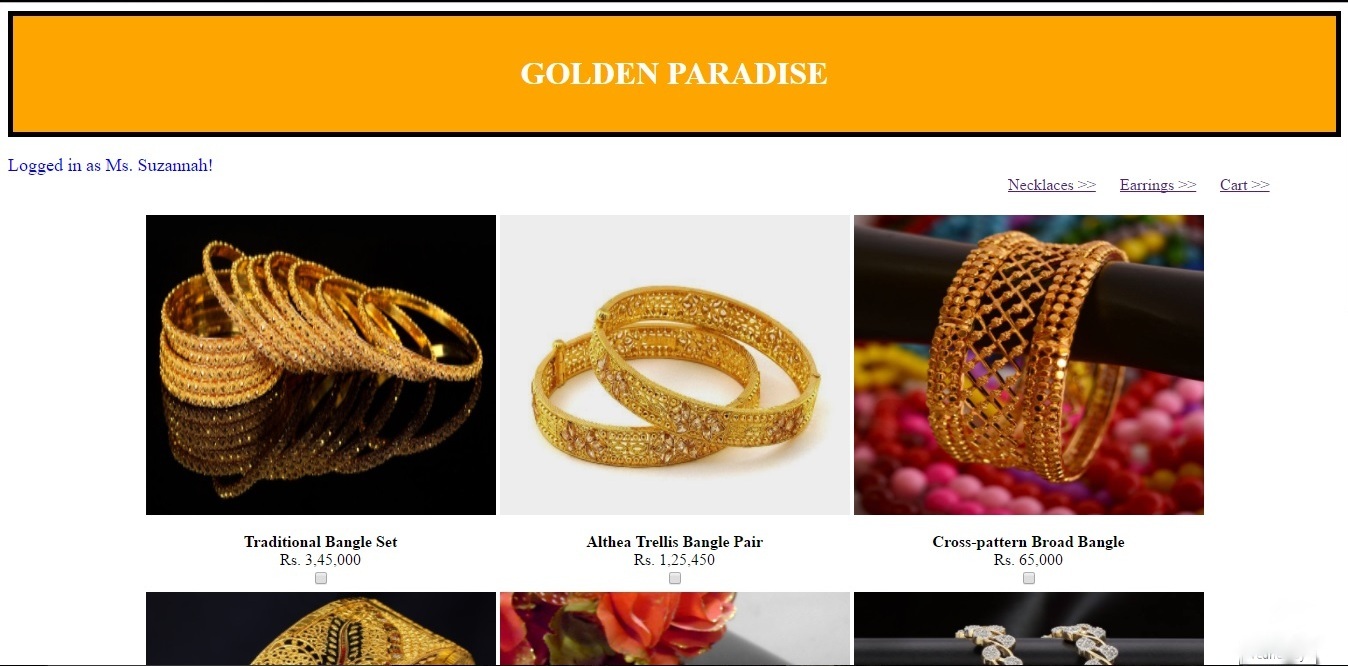 GOLDEN PARADISE
Logged in as Ms. Suzannah!
Necklaces >> Earrings >> Cart >>
Traditional Bangle Set
Rs. 3,45,000
Althea Trellis Bangle Pair
Rs. 1,25,450
Cross-pattern Broad Bangle
Rs. 65,000